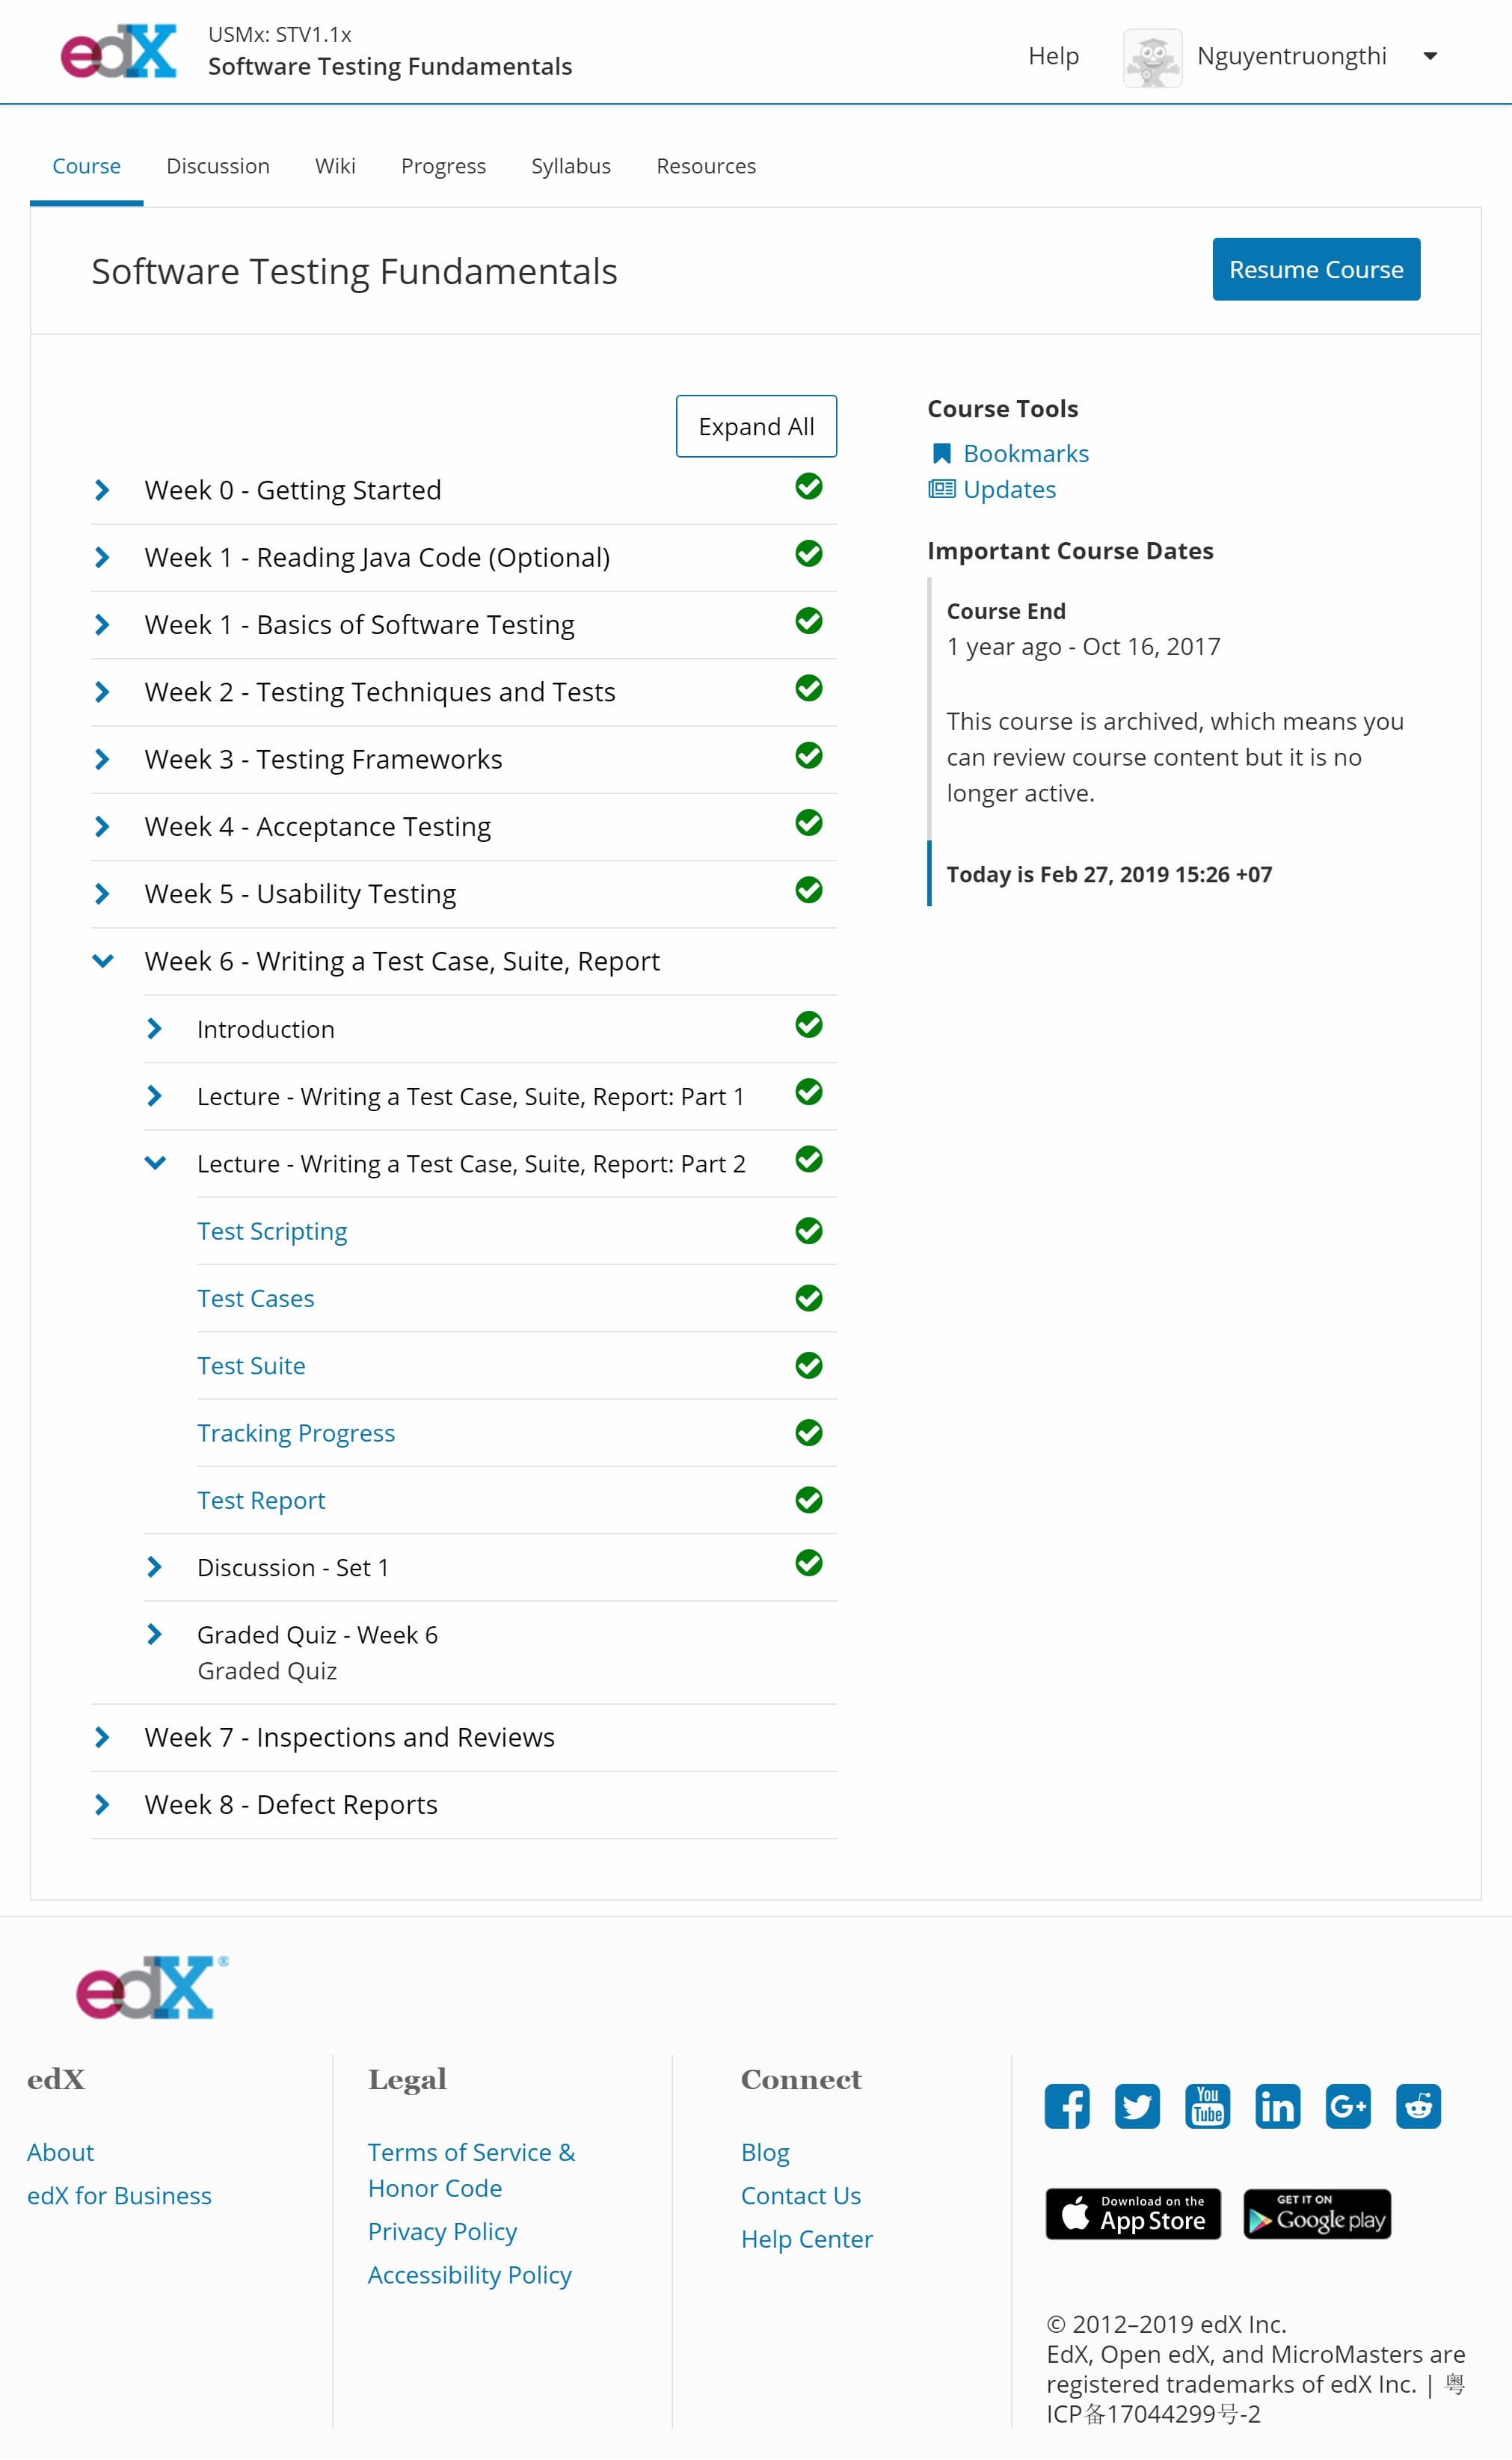 edX
USMx: STV1.1x
Software Testing Fundamentals
Help
Nguyentruongthi
Course
Discussion
Wiki
Progress
Syllabus
Resources
Software Testing Fundamentals
Resume Course
Expand All
Week 0 - Getting Started
Week 1 - Reading Java Code (Optional)
Week 1 - Basics of Software Testing
Week 2 - Testing Techniques and Tests
Week 3 - Testing Frameworks
Week 4 - Acceptance Testing
Week 5 - Usability Testing
Week 6 - Writing a Test Case, Suite, Report
Introduction
Lecture - Writing a Test Case, Suite, Report: Part 1
Lecture - Writing a Test Case, Suite, Report: Part 2
Test Scripting
Test Cases
Test Suite
Tracking Progress
Test Report
Discussion - Set 1
Graded Quiz - Week 6
Graded Quiz
Week 7 - Inspections and Reviews
Week 8 - Defect Reports
Course Tools
Bookmarks
Updates
Important Course Dates
Course End
1 year ago - Oct 16, 2017
This course is archived, which means you
can review course content but it is no
longer active.
Today is Feb 27, 2019 15:26 +07
edX®
edX
About
edX for Business
Legal
Terms of Service &
Honor Code
Privacy Policy
Accessibility Policy
Connect
Blog
Contact Us
Help Center
You
Tube
in
G+
Download on the
App Store
GET IT ON
Google play
© 2012–2019 edX Inc.
EdX, Open edX, and MicroMasters are
registered trademarks of edX Inc. | 粤
ICP备17044299号-2